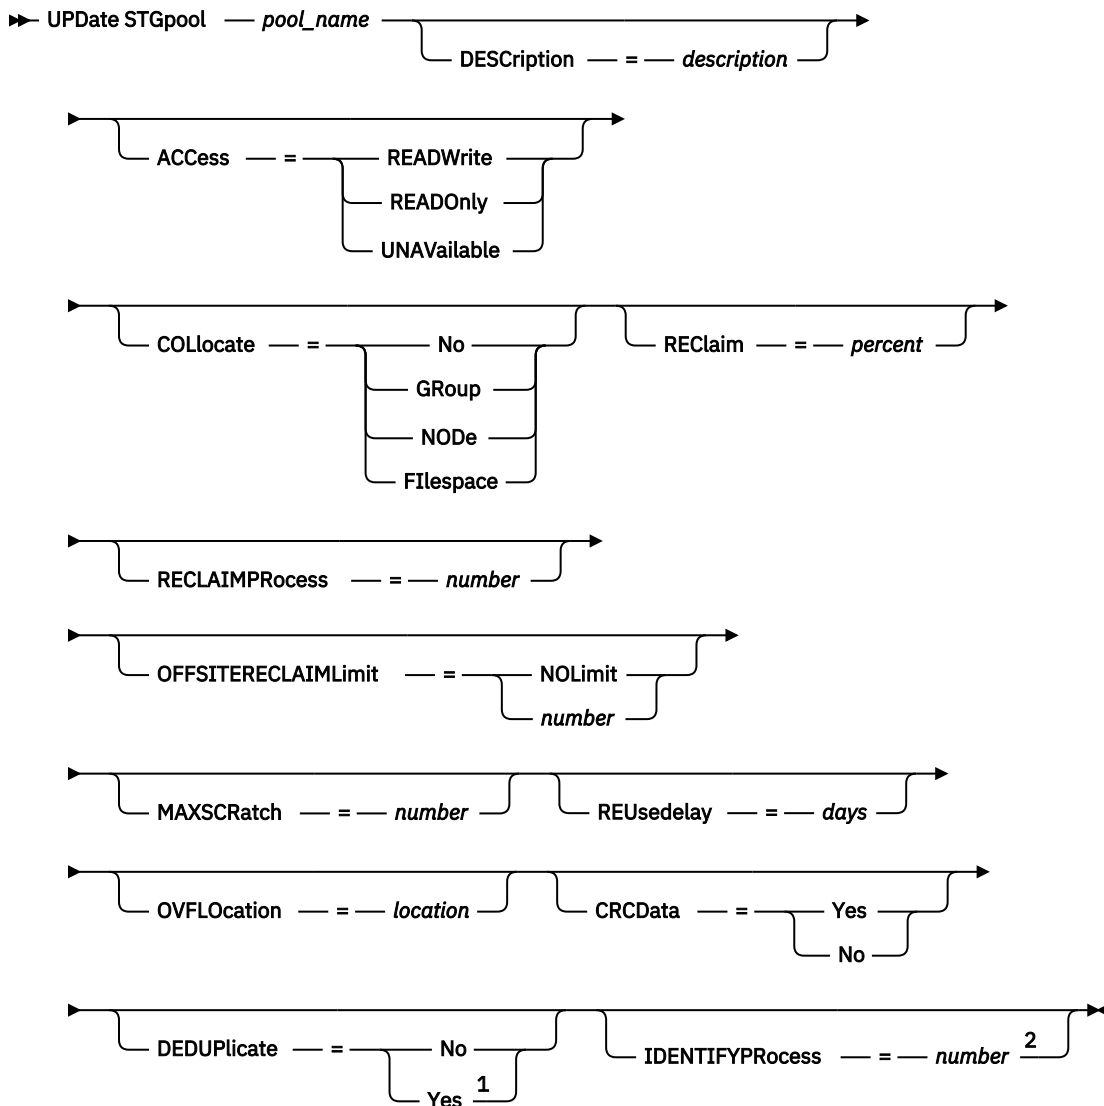 UPDate STGpool pool_name
DESCription = description
ACCess = READWrite
READOnly
UNAVailable
COLlocate = No REClaim = percent
GRoup
NODe
FIlespace
RECLAIMPRocess = number
OFFSITERECLAIMLimit = NOLimit
number
MAXSCRatch = number REUsedelay = days
OVFLOcation = location CRCData = Yes
No
DEDUPlicate = No IDENTIFYPRocess = number 2
Yes 1